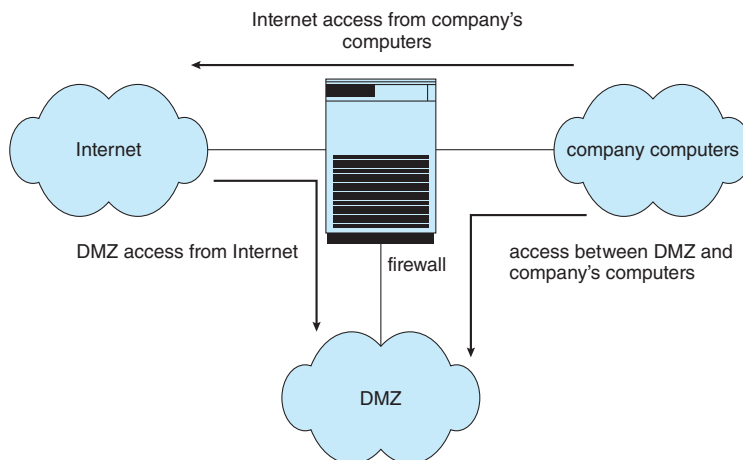 Internet access from company’s
computers
Internet
company computers
DMZ access from Internet
firewall
access between DMZ and
company’s computers
DMZ